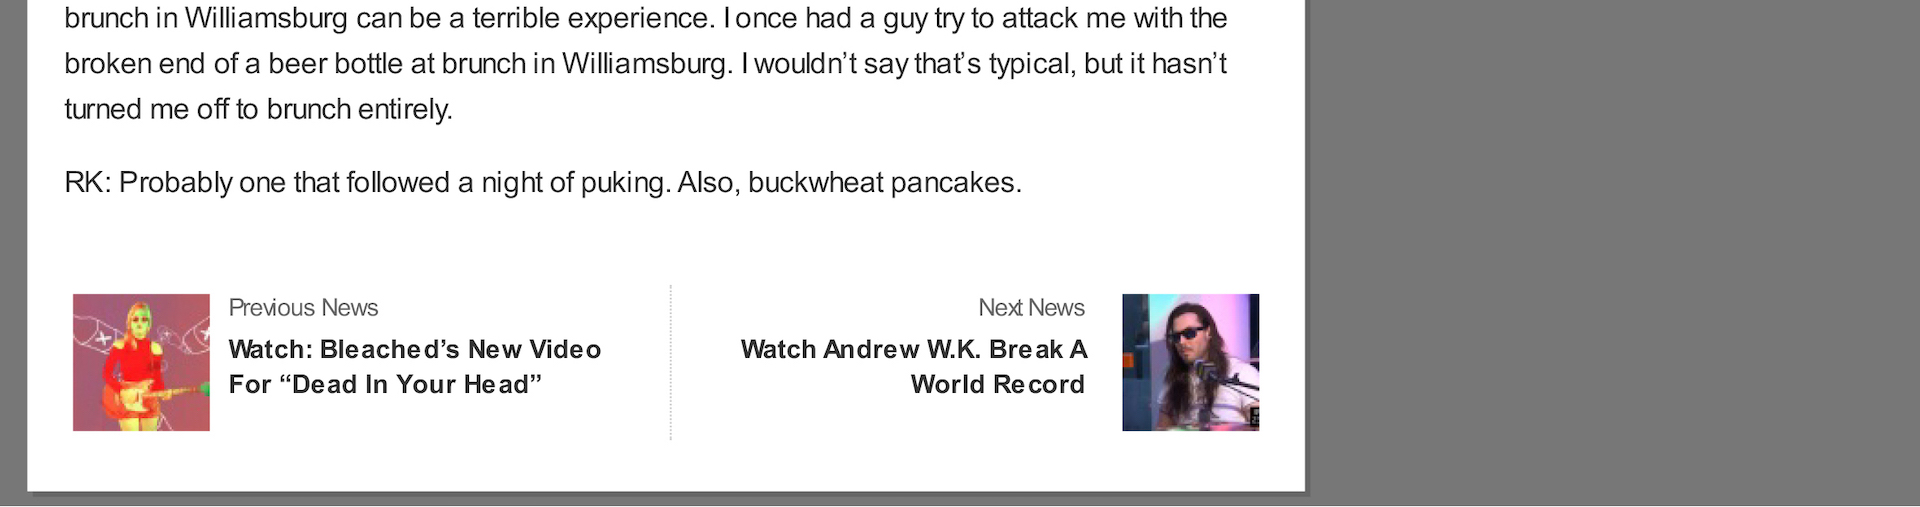 brunch in Williamsburg can be a terrible experience. I once had a guy try to attack me with the
broken end of a beer bottle at brunch in Williamsburg. I wouldn’t say that’s typical, but it hasn’t
turned me off to brunch entirely.
RK: Probably one that followed a night of puking. Also, buckwheat pancakes.
Previous News
Watch: Bleached’s New Video
For “Dead In Your Head”
Next News
Watch Andrew W.K. Break A
World Record